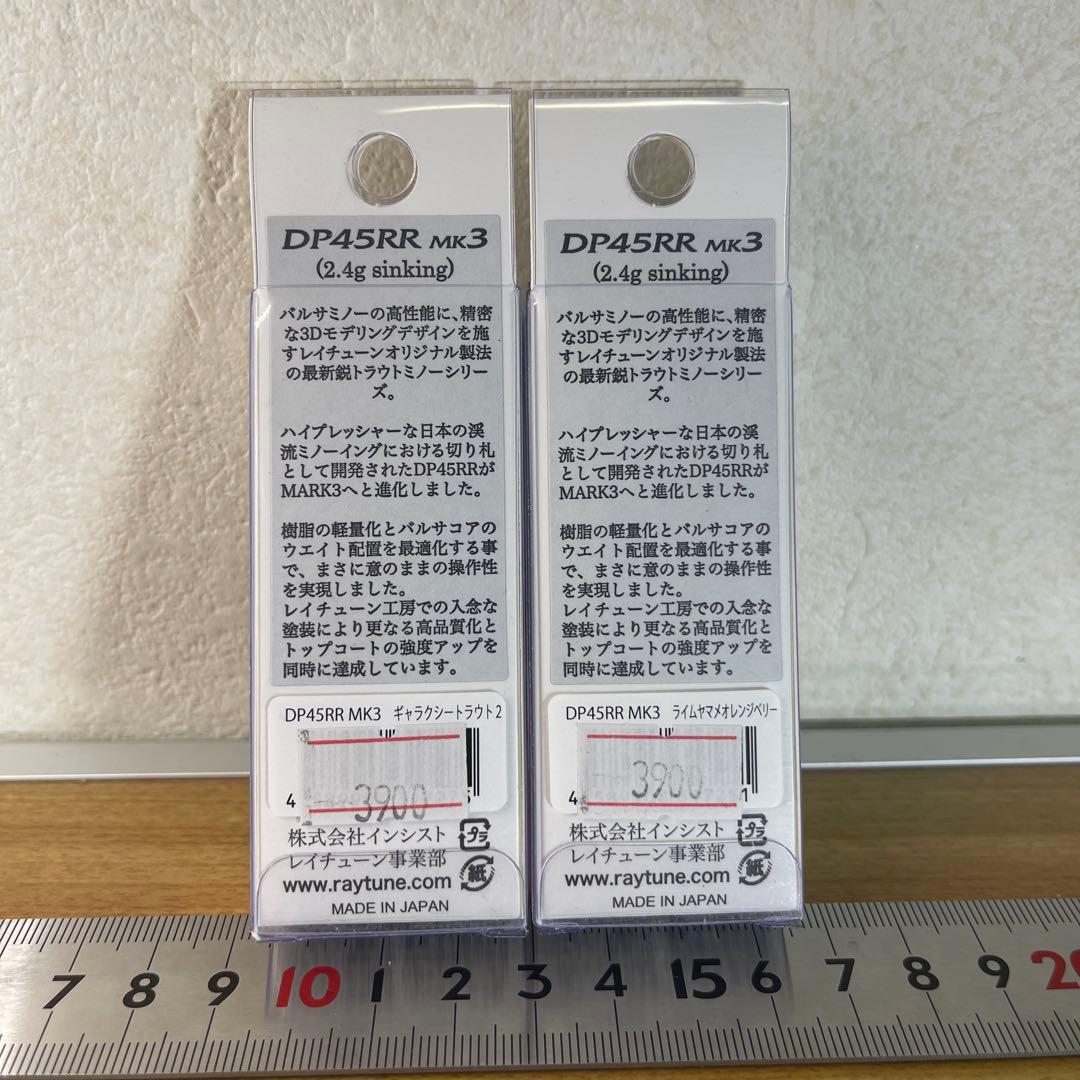 DP45RR MK3
(2.4g sinking)
バルサミノーの高性能に、精密
な3Dモデリングデザインを施
すレイチューンオリジナル製法
の最新鋭トラウトミノーシリー
ズ。
ハイプレッシャーな日本の渓
流ミノーイングにおける切り札
として開発されたDP45RRが
MARK3へと進化しました。
樹脂の軽量化とバルサコアの
ウエイト配置を最適化する事
で、まさに意のままの操作性
を実現しました。
レイチューン工房での入念な
塗装により更なる高品質化と
トップコートの強度アップを
同時に達成しています。
DP45RR MK3 ギャラクシートラウト2
4
3900
株式会社インシスト
プラ
レイチューン事業部
紙
www.raytune.com
MADE IN JAPAN
DP45RR MK3
(2.4g sinking)
バルサミノーの高性能に、精密
な3Dモデリングデザインを施
すレイチューンオリジナル製法
の最新鋭トラウトミノーシリー
ズ。
ハイプレッシャーな日本の渓
流ミノーイングにおける切り札
として開発されたDP45RRが
MARK3へと進化しました。
樹脂の軽量化とバルサコアの
ウエイト配置を最適化する事
で、まさに意のままの操作性
を実現しました。
レイチューン工房での入念な
塗装により更なる高品質化と
トップコートの強度アップを
同時に達成しています。
DP45RR MK3 ライムヤマメオレンジベリー
4
3900
1
株式会社インシスト
プラ
レイチューン事業部
紙
www.raytune.com
MADE IN JAPAN
7 8 9 10 1 2 3 4 15 6 7 8 9 20